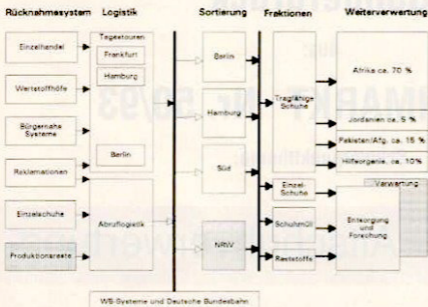 Rücknahmesystem
Logistik
Sortierung
Fraktionen
Weiterverwertung
Einzelhandel
Wertstoffhöfe
Bürgernahe
Systeme
Reklamationen
Einzelschuhe
Produktionsreste
Tagestouren
Frankfurt
Hamburg
Berlin
Abruflogistik
Berlin
Hamburg
Süd
NRW
Tragfähige
Schuhe
Einzel-
Schuhe
Schuhmüll
Reststoffe
Afrika ca. 70 %
Jordanien ca. 5 %
Pakistan/Afg. ca. 15 %
Hilfsorganis. ca. 10%
Verwertung
Entsorgung
und
Forschung
WB-Systeme und Deutsche Bundesbahn